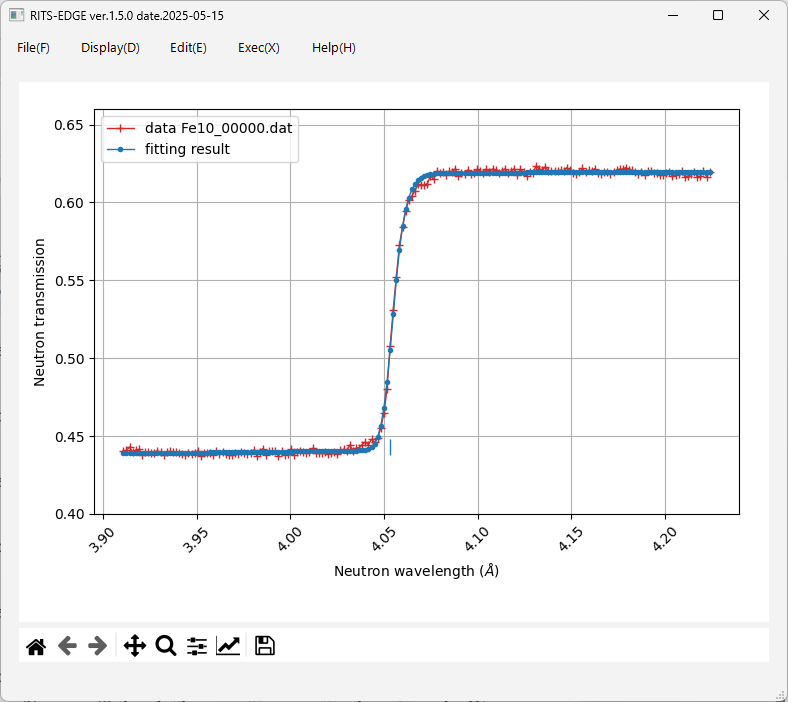 RITS-EDGE ver.1.5.0 date.2025-05-15
File(F) Display(D) Edit(E) Exec(X) Help(H)
data Fe10_00000.dat
fitting result
0.65
0.60
0.55
0.50
0.45
0.40
Neutron transmission
3.90 3.95 4.00 4.05 4.10 4.15 4.20
Neutron wavelength (Å)